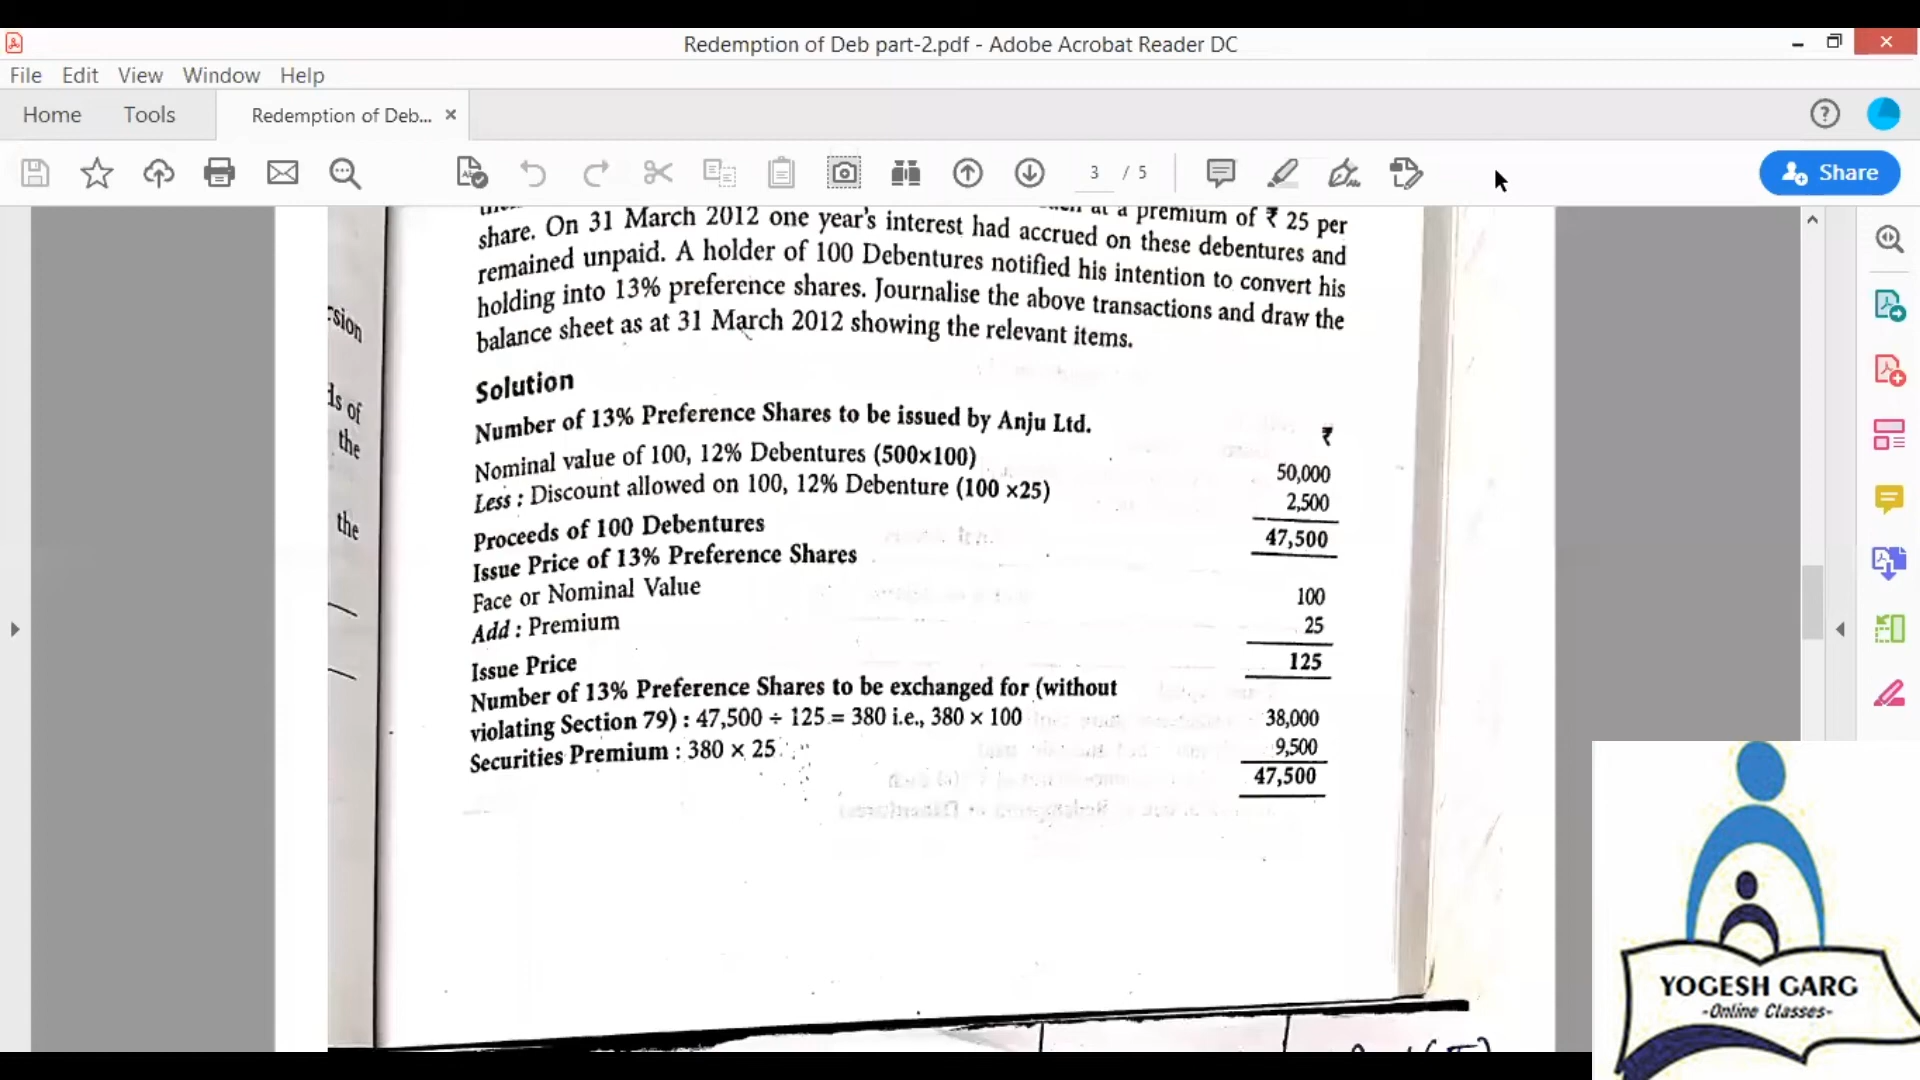 Redemption of Deb part-2.pdf - Adobe Acrobat Reader DC
File Edit View Window Help
Home Tools Redemption of Deb... ×
3 / 5
Share
at a premium of ₹ 25 per
share. On 31 March 2012 one year's interest had accrued on these debentures and
remained unpaid. A holder of 100 Debentures notified his intention to convert his
holding into 13% preference shares. Journalise the above transactions and draw the
balance sheet as at 31 March 2012 showing the relevant items.
Solution
Number of 13% Preference Shares to be issued by Anju Ltd.
₹
Nominal value of 100, 12% Debentures (500×100) 50,000
Less : Discount allowed on 100, 12% Debenture (100 ×25) 2,500
Proceeds of 100 Debentures 47,500
Issue Price of 13% Preference Shares
Face or Nominal Value 100
Add : Premium 25
Issue Price 125
Number of 13% Preference Shares to be exchanged for (without
violating Section 79) : 47,500 ÷ 125 = 380 i.e., 380 × 100 38,000
Securities Premium : 380 × 25 9,500
47,500
rsion
ds of
the
the
YOGESH GARG
-Online Classes-